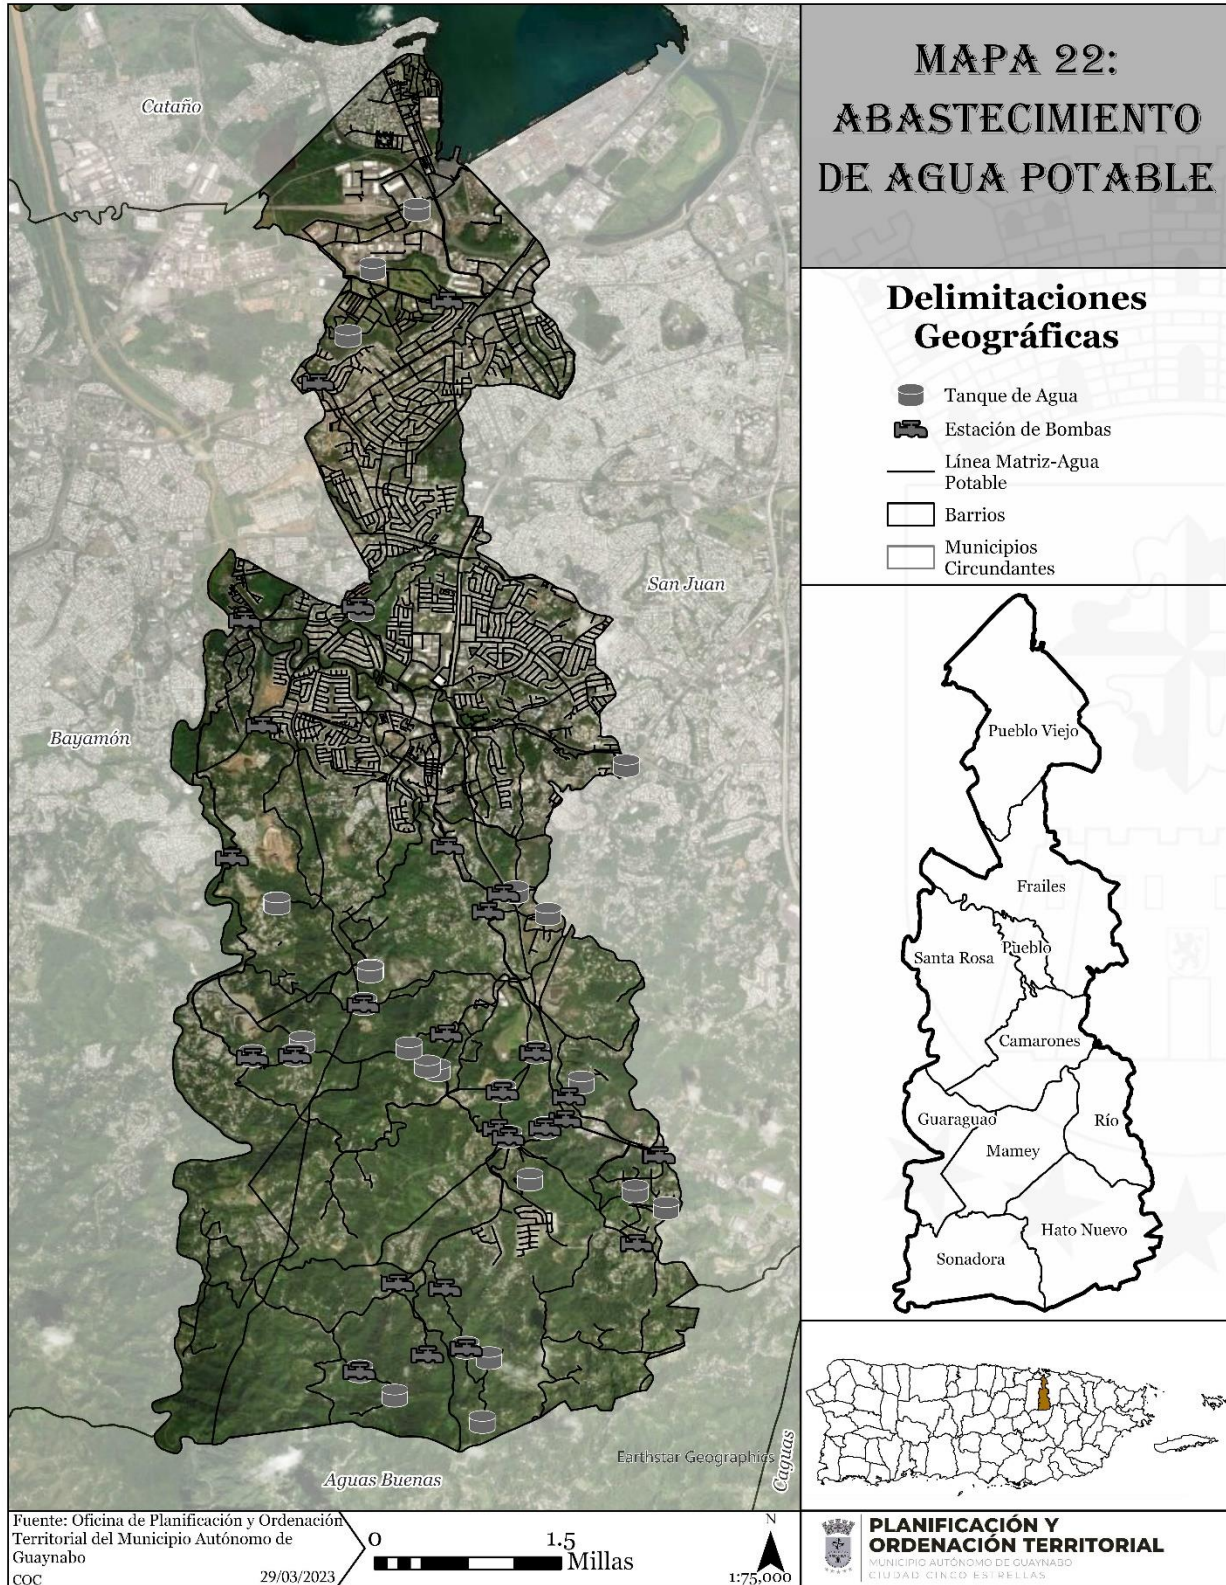 MAPA 22:
ABASTECIMIENTO
DE AGUA POTABLE
Delimitaciones
Geográficas
Tanque de Agua
Estación de Bombas
Línea Matriz-Agua
Potable
Barrios
Municipios
Circundantes
Cataño
San Juan
Bayamón
Aguas Buenas
Caguas
Earthstar Geographics
Pueblo Viejo
Frailes
Pueblo
Santa Rosa
Camarones
Guaraguao
Río
Mamey
Hato Nuevo
Sonadora
Fuente: Oficina de Planificación y Ordenación
Territorial del Municipio Autónomo de
Guaynabo
COC 29/03/2023
0 1.5
Millas
N
1:75,000
PLANIFICACIÓN Y
ORDENACIÓN TERRITORIAL
MUNICIPIO AUTÓNOMO DE GUAYNABO
CIUDAD CINCO ESTRELLAS